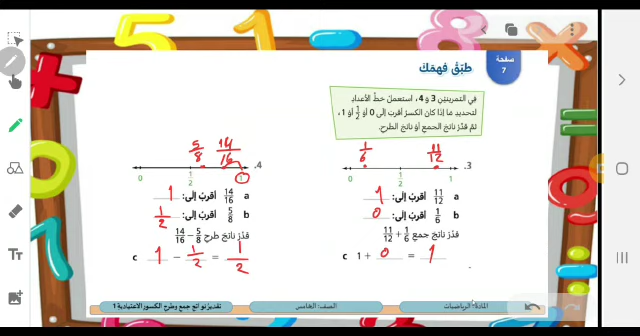 صفحة
7
طبِّقْ فهمَكَ
في التمرينَيْن 3 و 4، استعملْ خطَّ الأعدادِ
لتحديدِ ما إذا كان الكسرُ أقربَ إلى 0 أو 1/2 أو 1،
ثمّ قدِّرْ ناتجَ الجمعِ أو ناتجَ الطرحِ.
.3
1/6 11/12
0 1/2 1
a 11/12 أقربُ إلى: 1
b 1/6 أقربُ إلى: 0
قدّرْ ناتجَ جمعِ 1/6 + 11/12
c 1 + 0 = 1
.4
5/8 14/16
0 1/2 1
a 14/16 أقربُ إلى: 1
b 5/8 أقربُ إلى: 1/2
قدّرْ ناتجَ طرحِ 5/8 − 14/16
c 1 − 1/2 = 1/2
المادة: الرياضيات
الصف: الخامس
تقدير نواتج جمع وطرح الكسور الاعتيادية 1
Tт